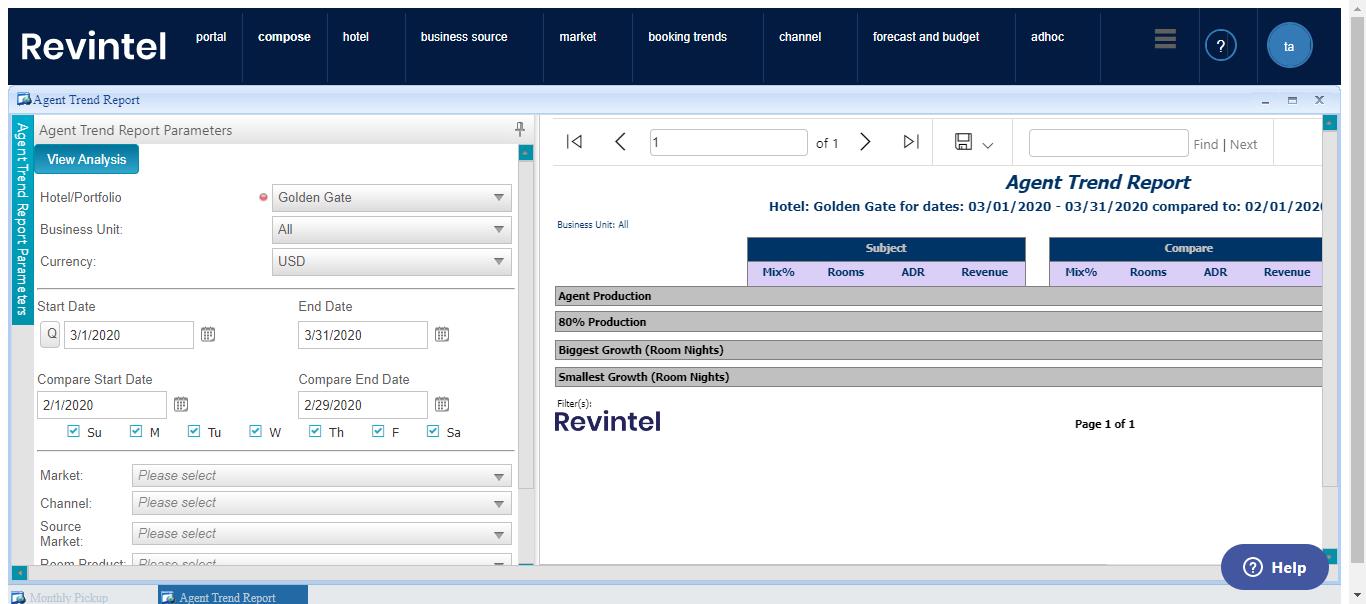 Revintel
portal compose hotel business source market booking trends channel forecast and budget adhoc ? ta
Agent Trend Report
Agent Trend Report Parameters
Agent Trend Report Parameters
View Analysis
Hotel/Portfolio Golden Gate
Business Unit: All
Currency: USD
Start Date End Date
Q 3/1/2020 3/31/2020
Compare Start Date Compare End Date
2/1/2020 2/29/2020
Su M Tu W Th F Sa
Market: Please select
Channel: Please select
Source
Market: Please select
Room Product: Please select
1 of 1 Find | Next
Agent Trend Report
Hotel: Golden Gate for dates: 03/01/2020 - 03/31/2020 compared to: 02/01/202
Business Unit: All
Subject Compare
Mix% Rooms ADR Revenue Mix% Rooms ADR Revenue
Agent Production
80% Production
Biggest Growth (Room Nights)
Smallest Growth (Room Nights)
Filter(s):
Revintel
Page 1 of 1
? Help
Monthly Pickup Agent Trend Report